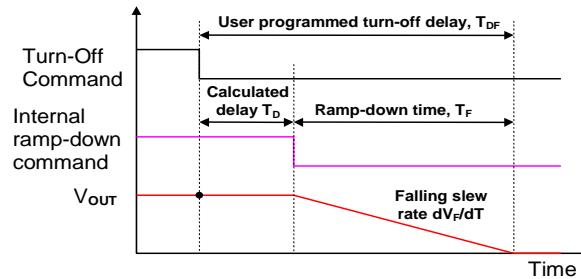 User programmed turn-off delay, TDF
Turn-Off
Command
Calculated
delay TD
Ramp-down time, TF
Internal
ramp-down
command
VOUT
Falling slew
rate dVF/dT
Time